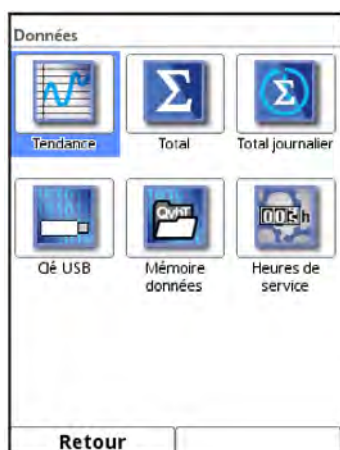 Données
Tendance
Total
Total journalier
Clé USB
Mémoire données
Heures de service
Retour